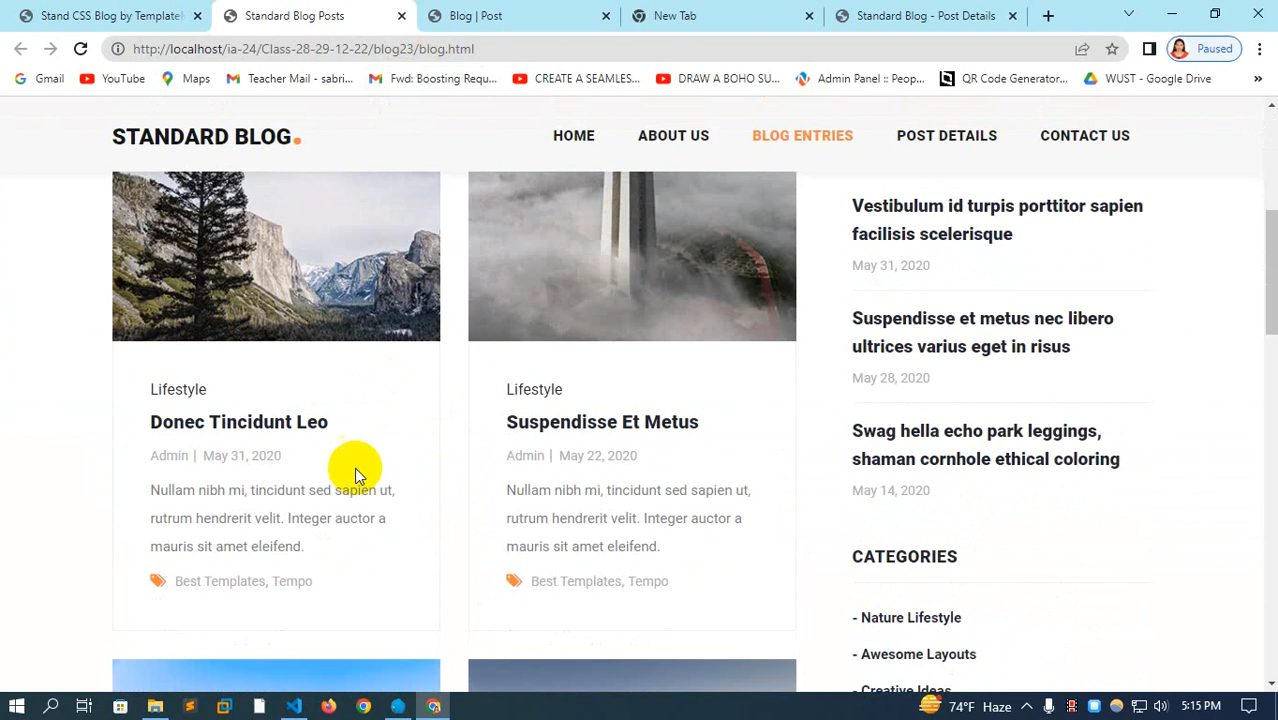 Stand CSS Blog by Template
Standard Blog Posts
Blog | Post
New Tab
Standard Blog - Post Details
http://localhost/ia-24/Class-28-29-12-22/blog23/blog.html
Paused
Gmail
YouTube
Maps
Teacher Mail - sabri...
Fwd: Boosting Requ...
CREATE A SEAMLES...
DRAW A BOHO SU...
Admin Panel :: Peop...
QR Code Generator...
WUST - Google Drive
»
STANDARD BLOG.
HOME
ABOUT US
BLOG ENTRIES
POST DETAILS
CONTACT US
Lifestyle
Donec Tincidunt Leo
Admin | May 31, 2020
Nullam nibh mi, tincidunt sed sapien ut,
rutrum hendrerit velit. Integer auctor a
mauris sit amet eleifend.
Best Templates, Tempo
Lifestyle
Suspendisse Et Metus
Admin | May 22, 2020
Nullam nibh mi, tincidunt sed sapien ut,
rutrum hendrerit velit. Integer auctor a
mauris sit amet eleifend.
Best Templates, Tempo
Vestibulum id turpis porttitor sapien
facilisis scelerisque
May 31, 2020
Suspendisse et metus nec libero
ultrices varius eget in risus
May 28, 2020
Swag hella echo park leggings,
shaman cornhole ethical coloring
May 14, 2020
CATEGORIES
- Nature Lifestyle
- Awesome Layouts
- Creative Ideas
74°F Haze
5:15 PM